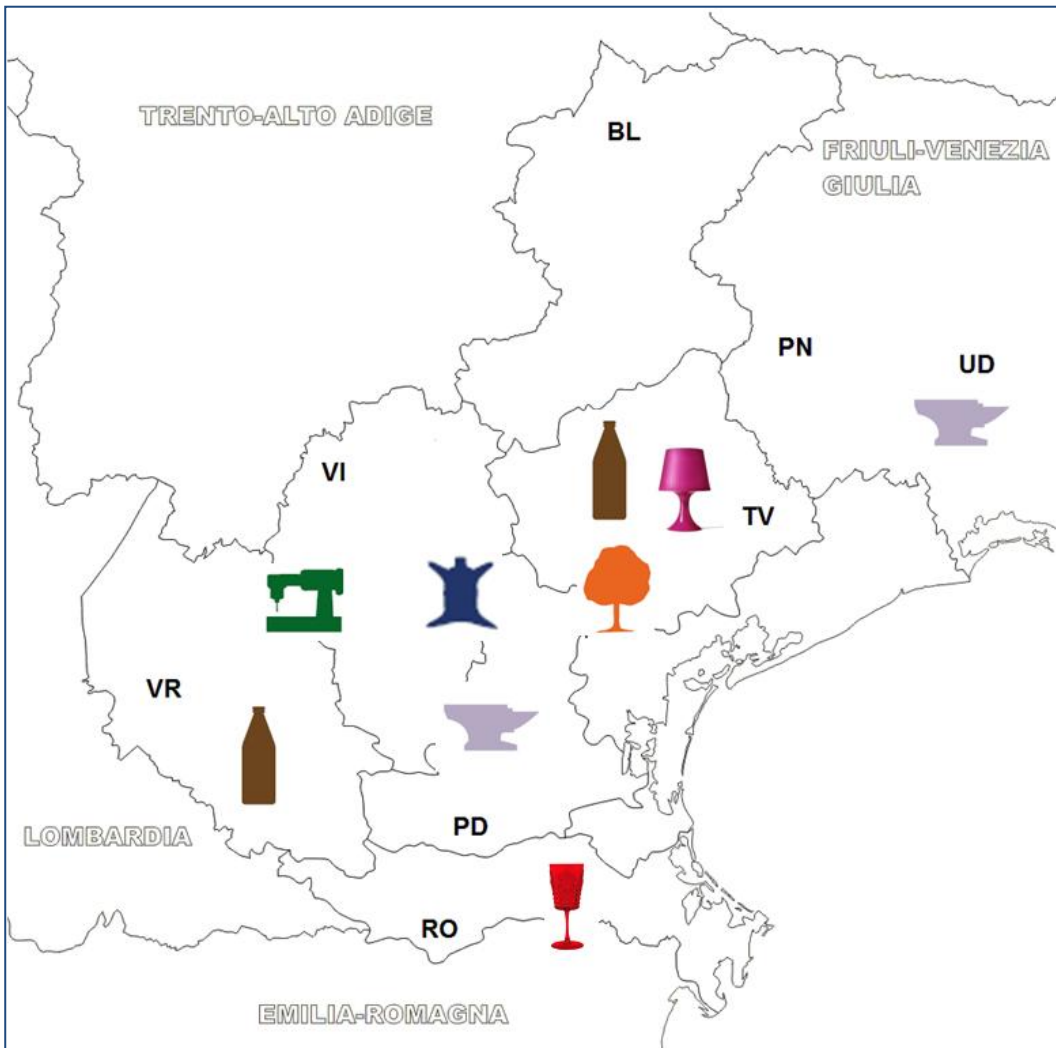 TRENTO-ALTO ADIGE
BL
FRIULI-VENEZIA
GIULIA
PN
UD
VI
TV
VR
LOMBARDIA
PD
RO
EMILIA-ROMAGNA